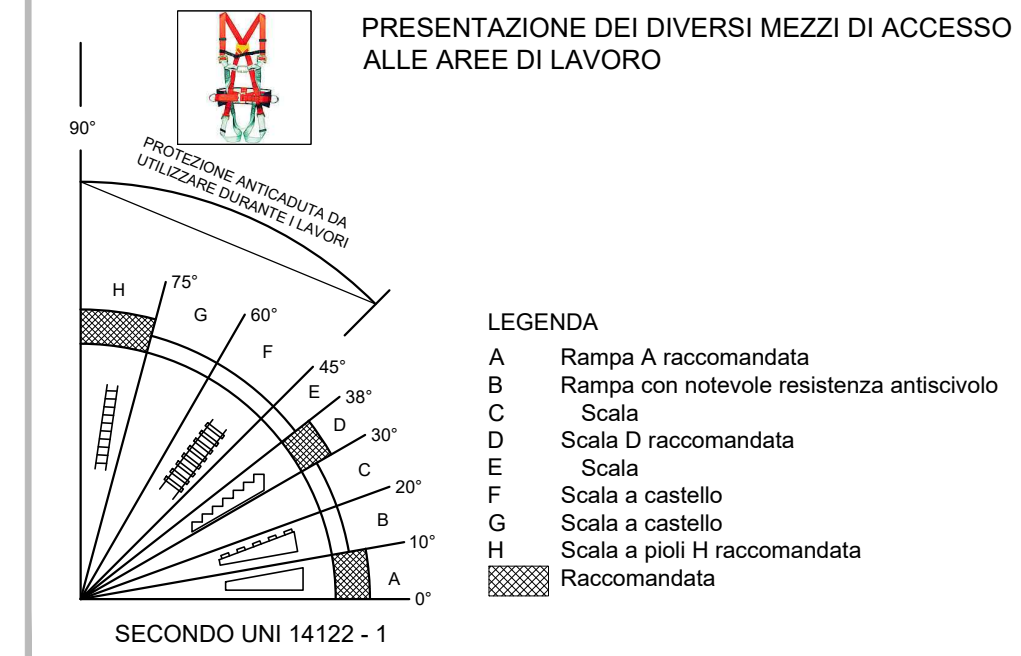 PRESENTAZIONE DEI DIVERSI MEZZI DI ACCESSO
ALLE AREE DI LAVORO
90°
PROTEZIONE ANTICADUTA DA
UTILIZZARE DURANTE I LAVORI
H
75°
G
60°
F
45°
E
38°
D
30°
C
20°
B
10°
A
0°
SECONDO UNI 14122 - 1
LEGENDA
A Rampa A raccomandata
B Rampa con notevole resistenza antiscivolo
C Scala
D Scala D raccomandata
E Scala
F Scala a castello
G Scala a castello
H Scala a pioli H raccomandata
Raccomandata